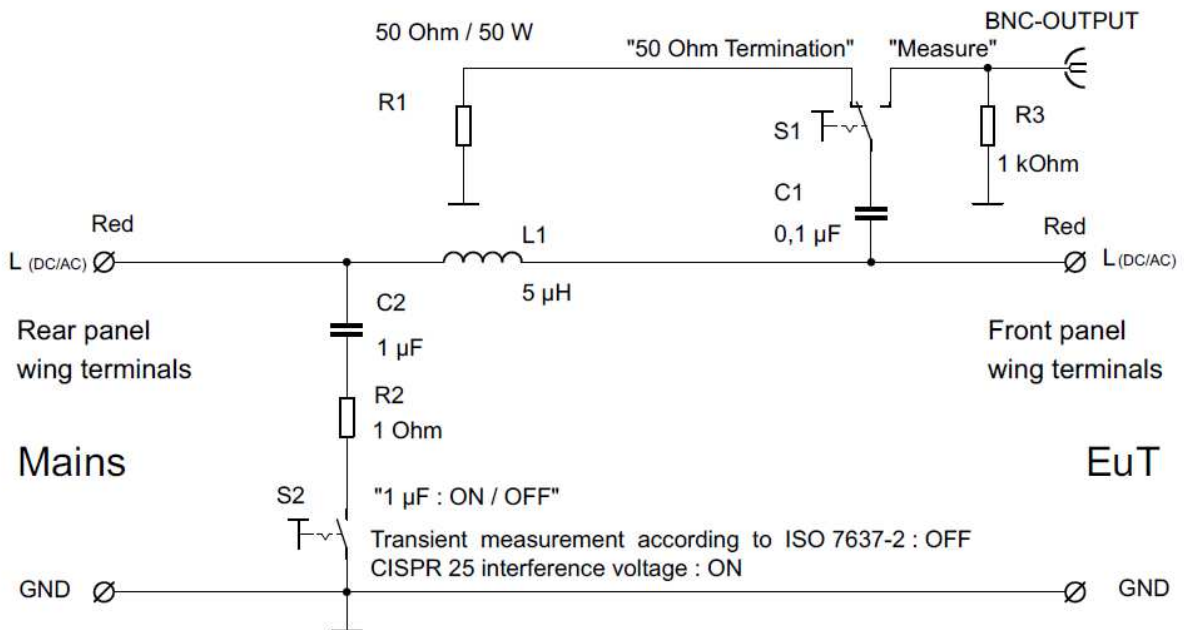 BNC-OUTPUT
50 Ohm / 50 W
"50 Ohm Termination" "Measure"
R1
R3
S1
1 kOhm
C1
Red
L1
0,1 µF
Red
L (DC/AC)
L (DC/AC)
5 µH
C2
Rear panel
wing terminals
1 µF
Front panel
wing terminals
R2
1 Ohm
Mains
EuT
S2
"1 µF : ON / OFF"
Transient measurement according to ISO 7637-2 : OFF
CISPR 25 interference voltage : ON
GND
GND